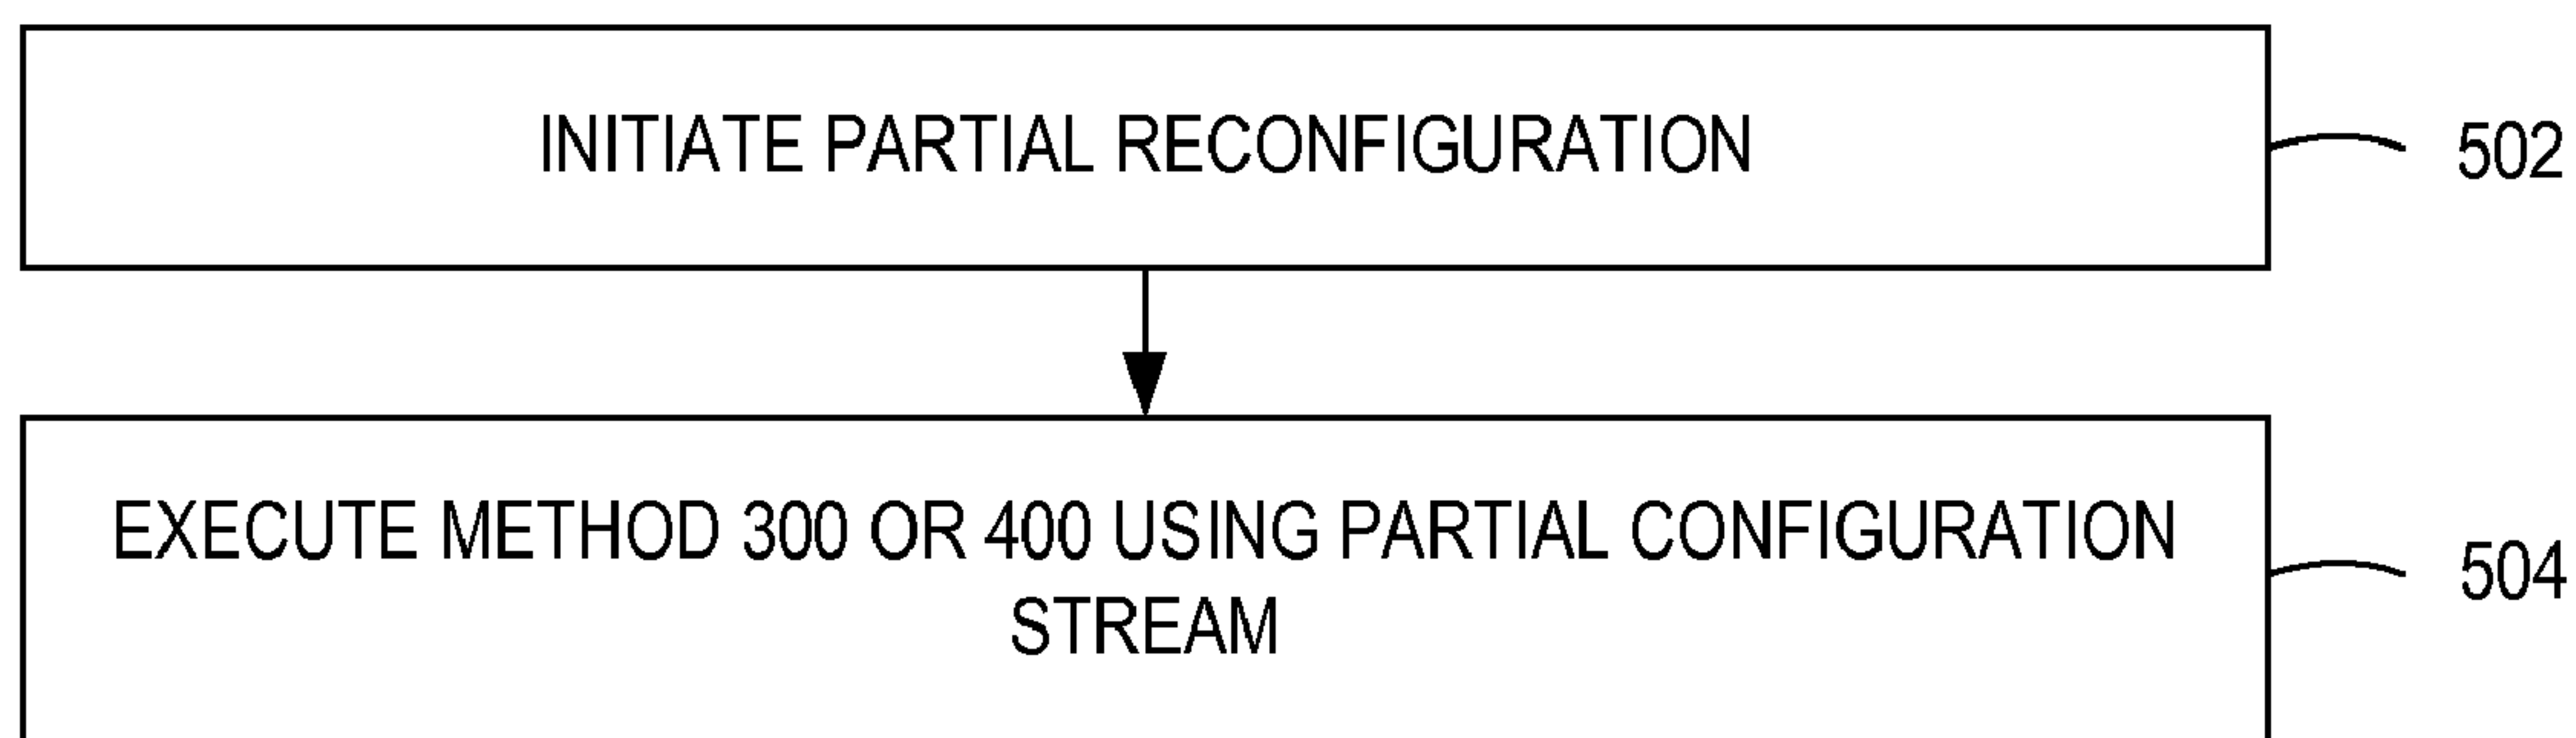 INITIATE PARTIAL RECONFIGURATION
502
EXECUTE METHOD 300 OR 400 USING PARTIAL CONFIGURATION
STREAM
504